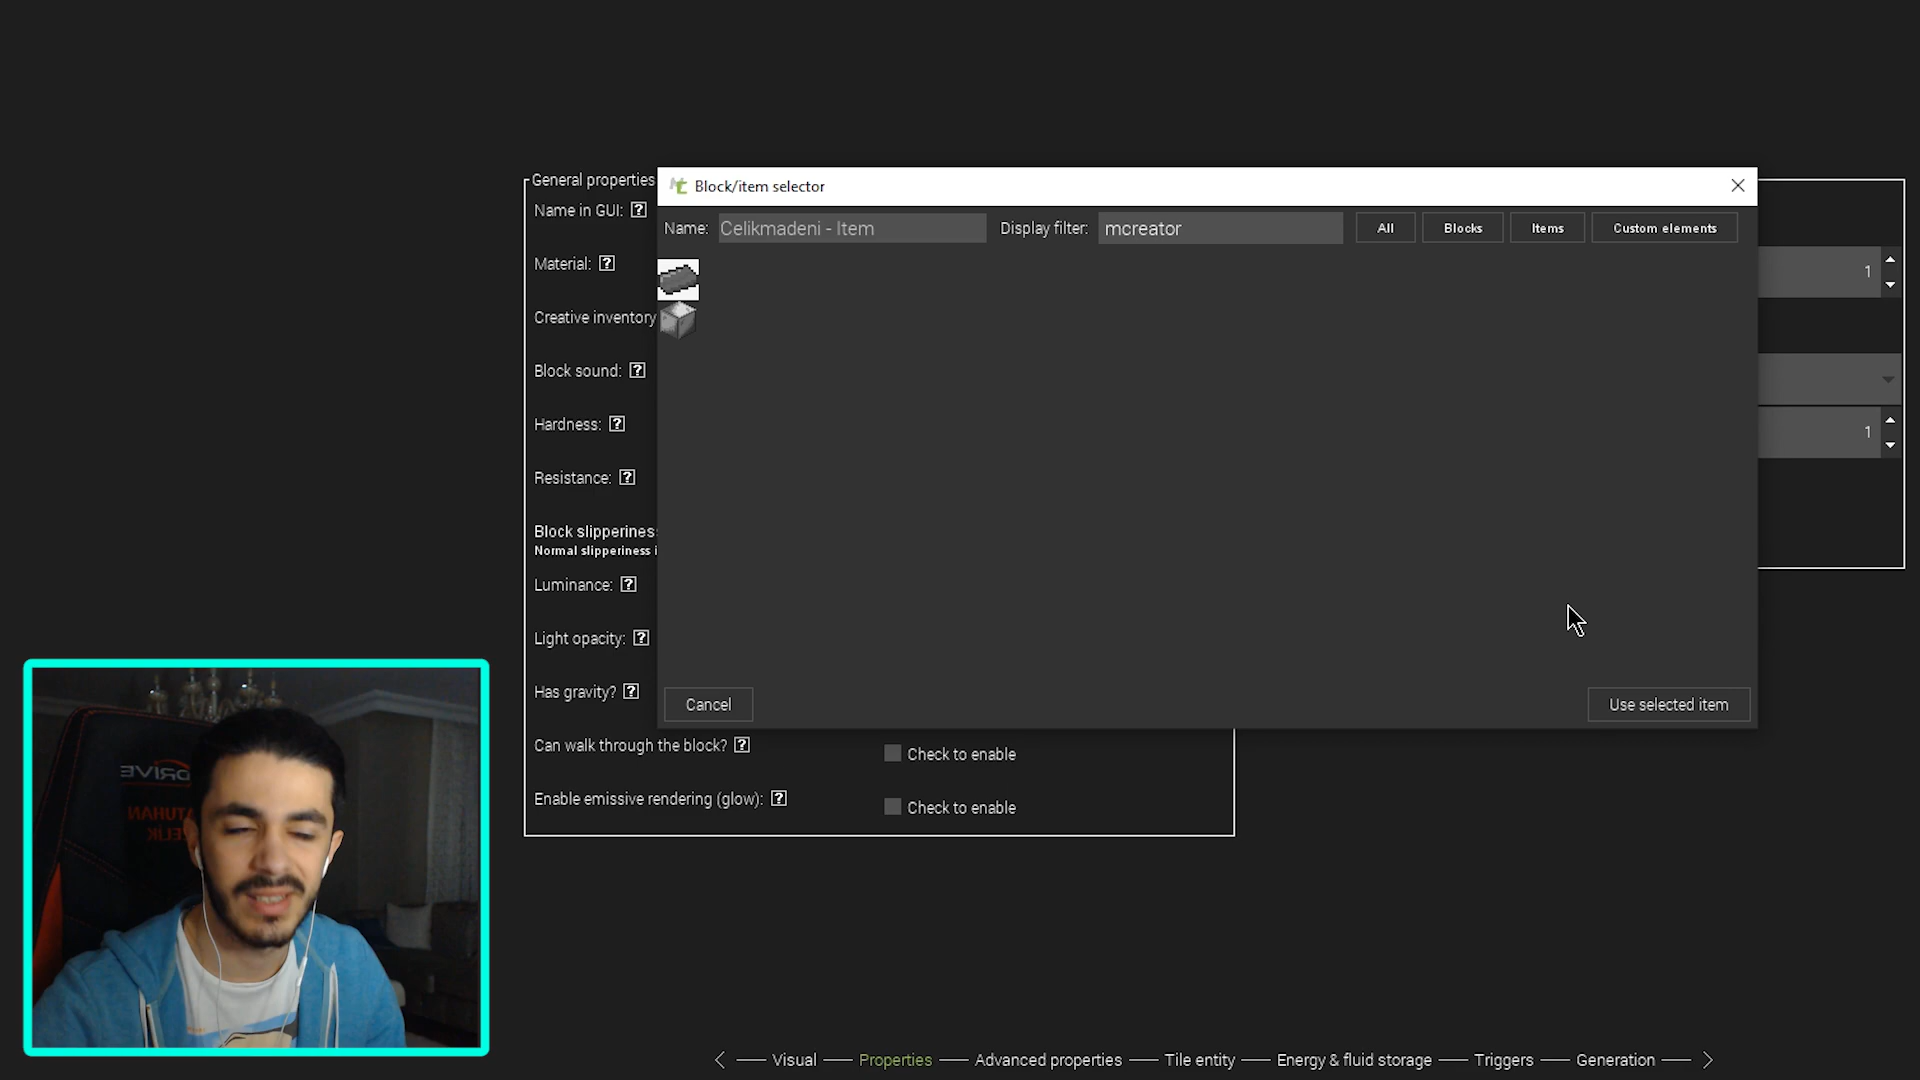 Block/item selector
Name: Celikmadeni - Item
Display filter: mcreator
All
Blocks
Items
Custom elements
General properties
Name in GUI: ?
Material: ?
Creative inventory
Block sound: ?
Hardness: ?
Resistance: ?
Block slipperiness
Normal slipperiness i
Luminance: ?
Light opacity: ?
Has gravity? ?
Can walk through the block? ? Check to enable
Enable emissive rendering (glow): ? Check to enable
1
1
Cancel
Use selected item
DRIVE
Visual
Properties
Advanced properties
Tile entity
Energy & fluid storage
Triggers
Generation